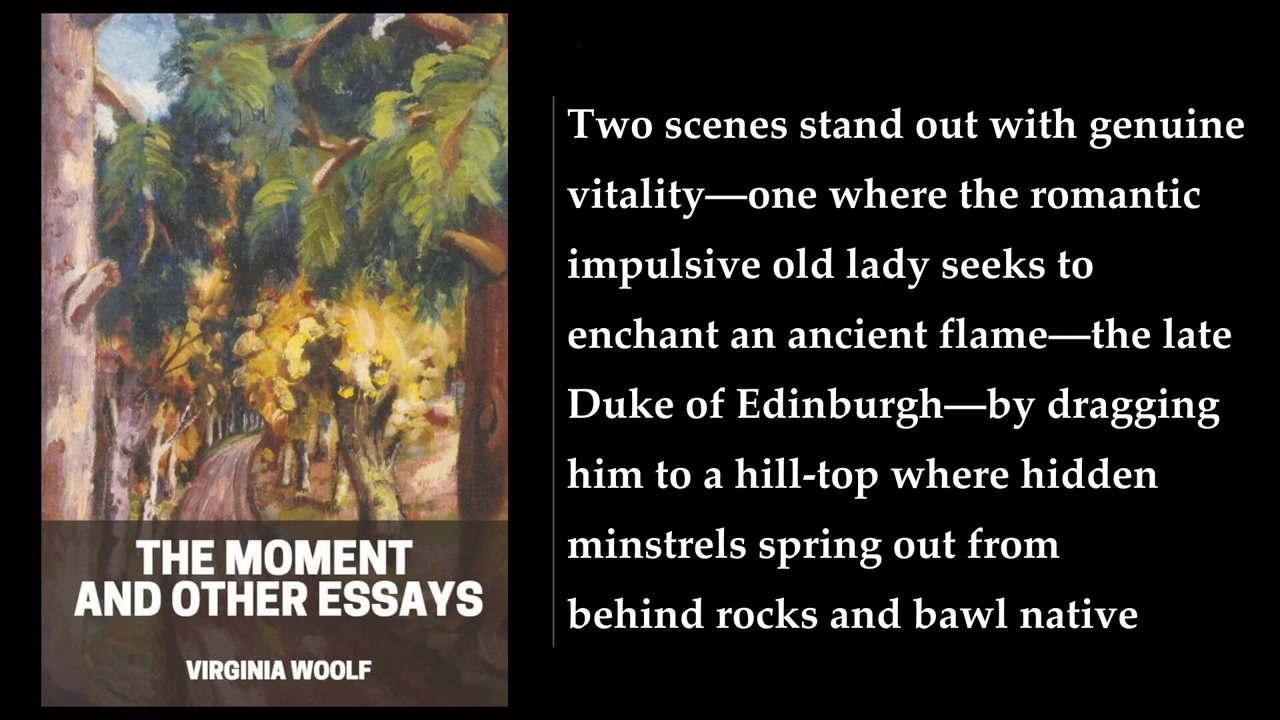 THE MOMENT
AND OTHER ESSAYS
VIRGINIA WOOLF
Two scenes stand out with genuine
vitality—one where the romantic
impulsive old lady seeks to
enchant an ancient flame—the late
Duke of Edinburgh—by dragging
him to a hill-top where hidden
minstrels spring out from
behind rocks and bawl native